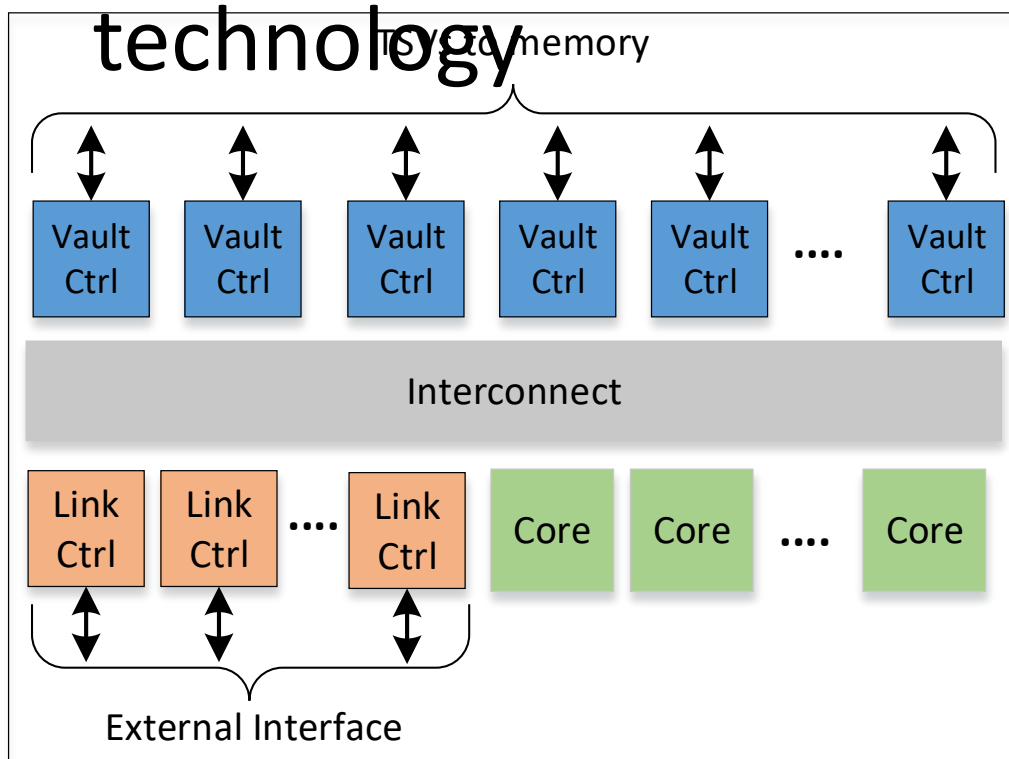 technology
TSVs to memory
Vault Ctrl
Vault Ctrl
Vault Ctrl
Vault Ctrl
Vault Ctrl
....
Vault Ctrl
Interconnect
Link Ctrl
Link Ctrl
....
Link Ctrl
Core
Core
....
Core
External Interface